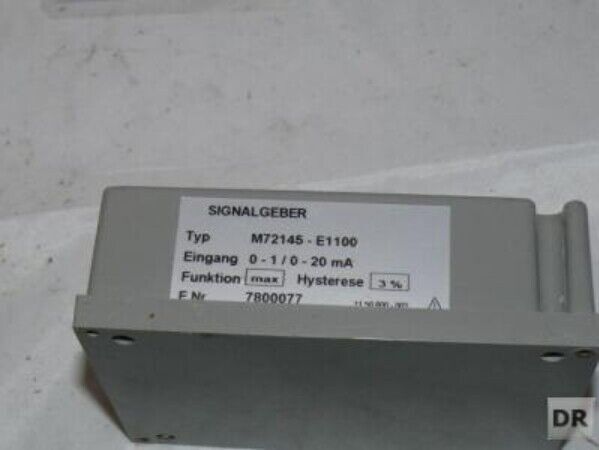 SIGNALGEBER
Typ M72145 - E1100
Eingang 0 - 1 / 0 - 20 mA
Funktion max Hysterese 3 %
F.Nr. 7800077
DR